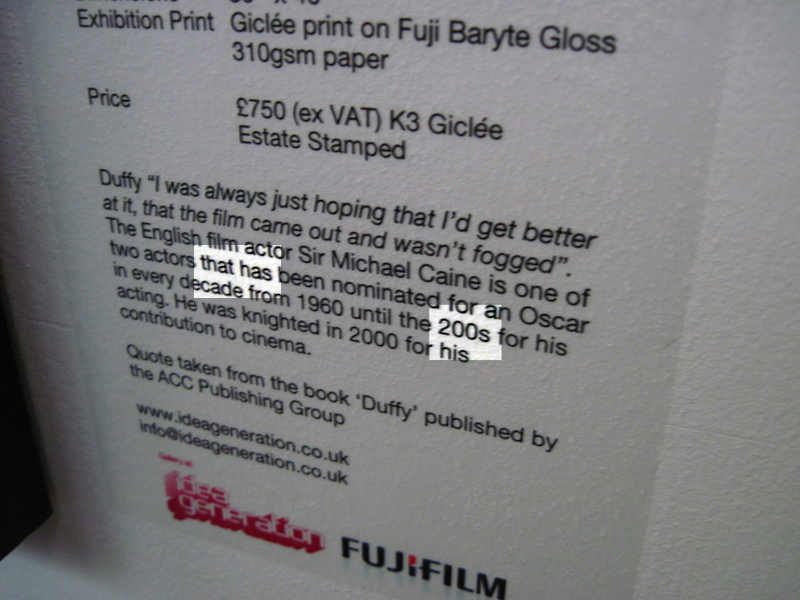 Exhibition Print Giclée print on Fuji Baryte Gloss
310gsm paper
Price £750 (ex VAT) K3 Giclée
Estate Stamped
Duffy “I was always just hoping that I’d get better
at it, that the film came out and wasn’t fogged”.
The English film actor Sir Michael Caine is one of
two actors that has been nominated for an Oscar
in every decade from 1960 until the 200s for his
acting. He was knighted in 2000 for his
contribution to cinema.
Quote taken from the book ‘Duffy’ published by
the ACC Publishing Group
www.ideageneration.co.uk
info@ideageneration.co.uk
idea
generation
FUJIFILM